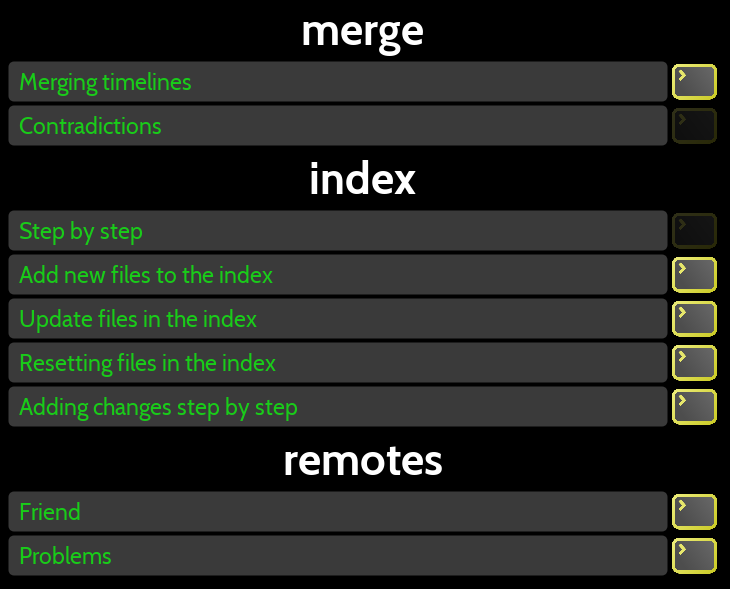 merge
Merging timelines
Contradictions
index
Step by step
Add new files to the index
Update files in the index
Resetting files in the index
Adding changes step by step
remotes
Friend
Problems